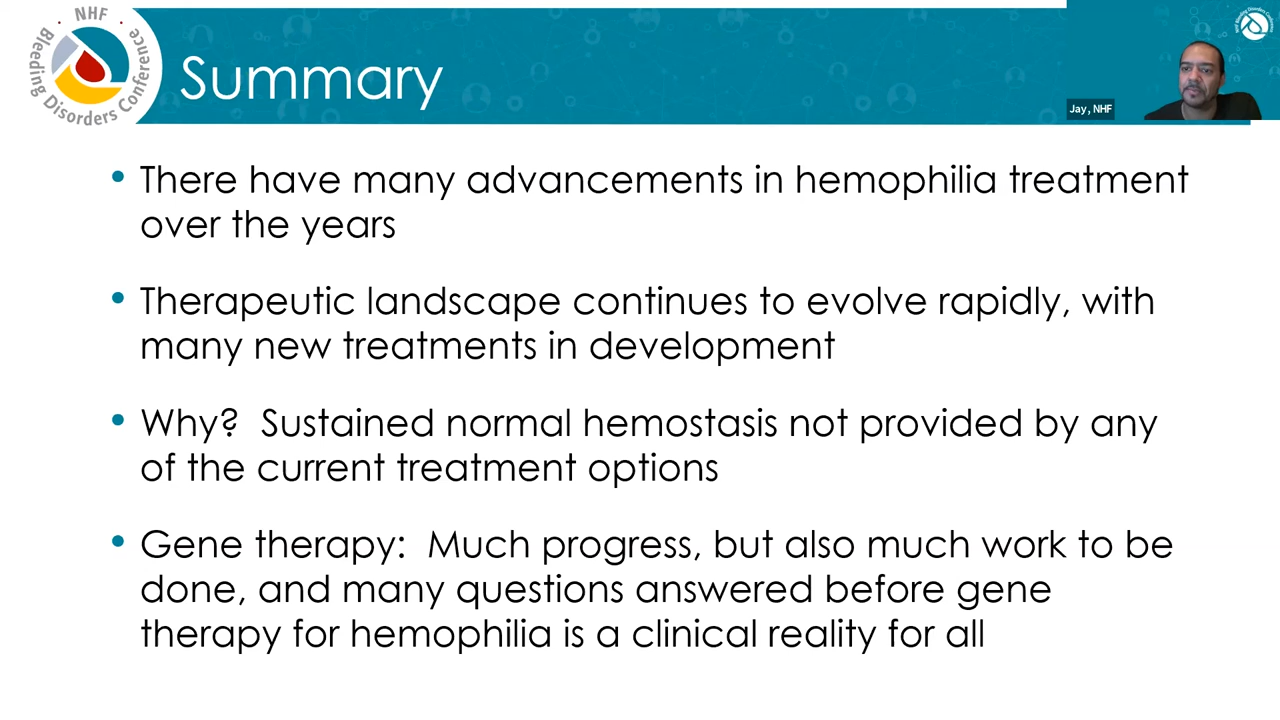 NHF
Bleeding Disorders Conference
Summary
Jay, NHF
• There have many advancements in hemophilia treatment
over the years
• Therapeutic landscape continues to evolve rapidly, with
many new treatments in development
• Why? Sustained normal hemostasis not provided by any
of the current treatment options
• Gene therapy: Much progress, but also much work to be
done, and many questions answered before gene
therapy for hemophilia is a clinical reality for all